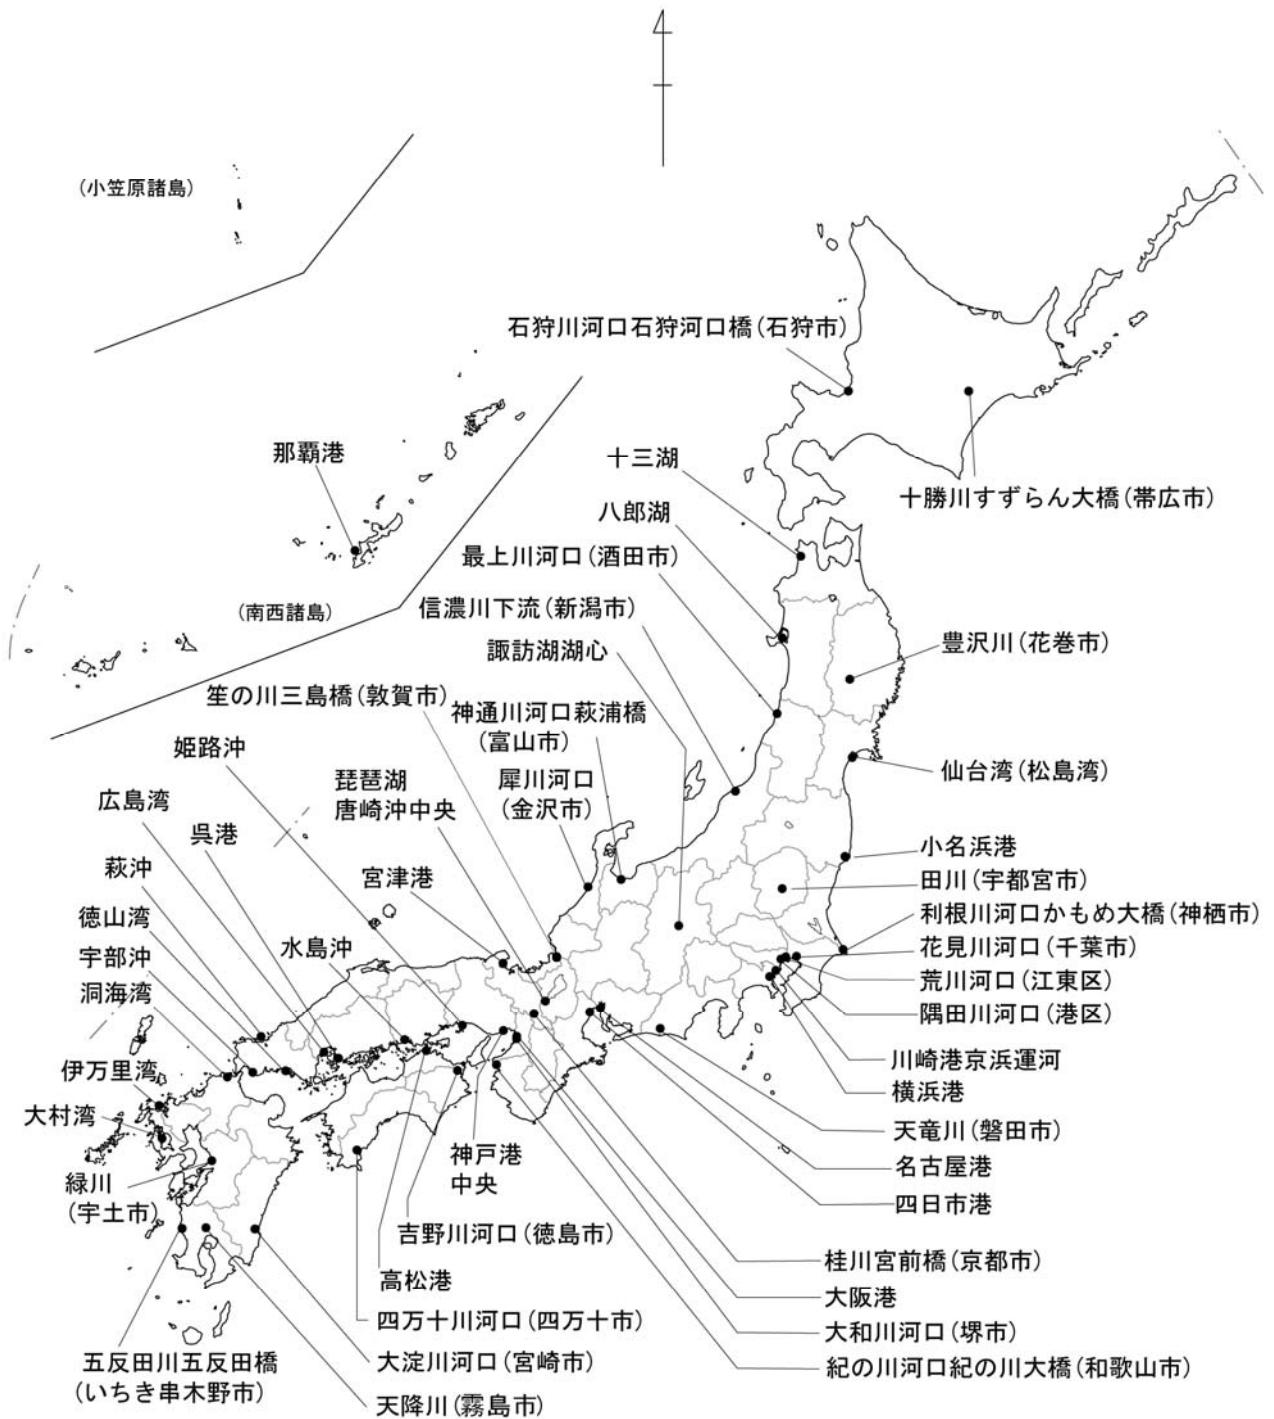 (小笠原諸島)
石狩川河口石狩河口橋(石狩市)
那覇港
十三湖
十勝川すずらん大橋(帯広市)
八郎湖
最上川河口(酒田市)
信濃川下流(新潟市)
(南西諸島)
諏訪湖湖心
豊沢川(花巻市)
笙の川三島橋(敦賀市)
神通川河口萩浦橋
(富山市)
姫路沖
琵琶湖
唐崎沖中央
犀川河口
(金沢市)
仙台湾(松島湾)
広島湾
呉港
萩沖
宮津港
小名浜港
田川(宇都宮市)
徳山湾
利根川河口かもめ大橋(神栖市)
水島沖
花見川河口(千葉市)
宇部沖
荒川河口(江東区)
洞海湾
隅田川河口(港区)
伊万里湾
川崎港京浜運河
横浜港
大村湾
天竜川(磐田市)
神戸港
中央
名古屋港
緑川
(宇土市)
四日市港
吉野川河口(徳島市)
桂川宮前橋(京都市)
高松港
大阪港
四万十川河口(四万十市)
大和川河口(堺市)
五反田川五反田橋
(いちき串木野市)
大淀川河口(宮崎市)
紀の川河口紀の川大橋(和歌山市)
天降川(霧島市)